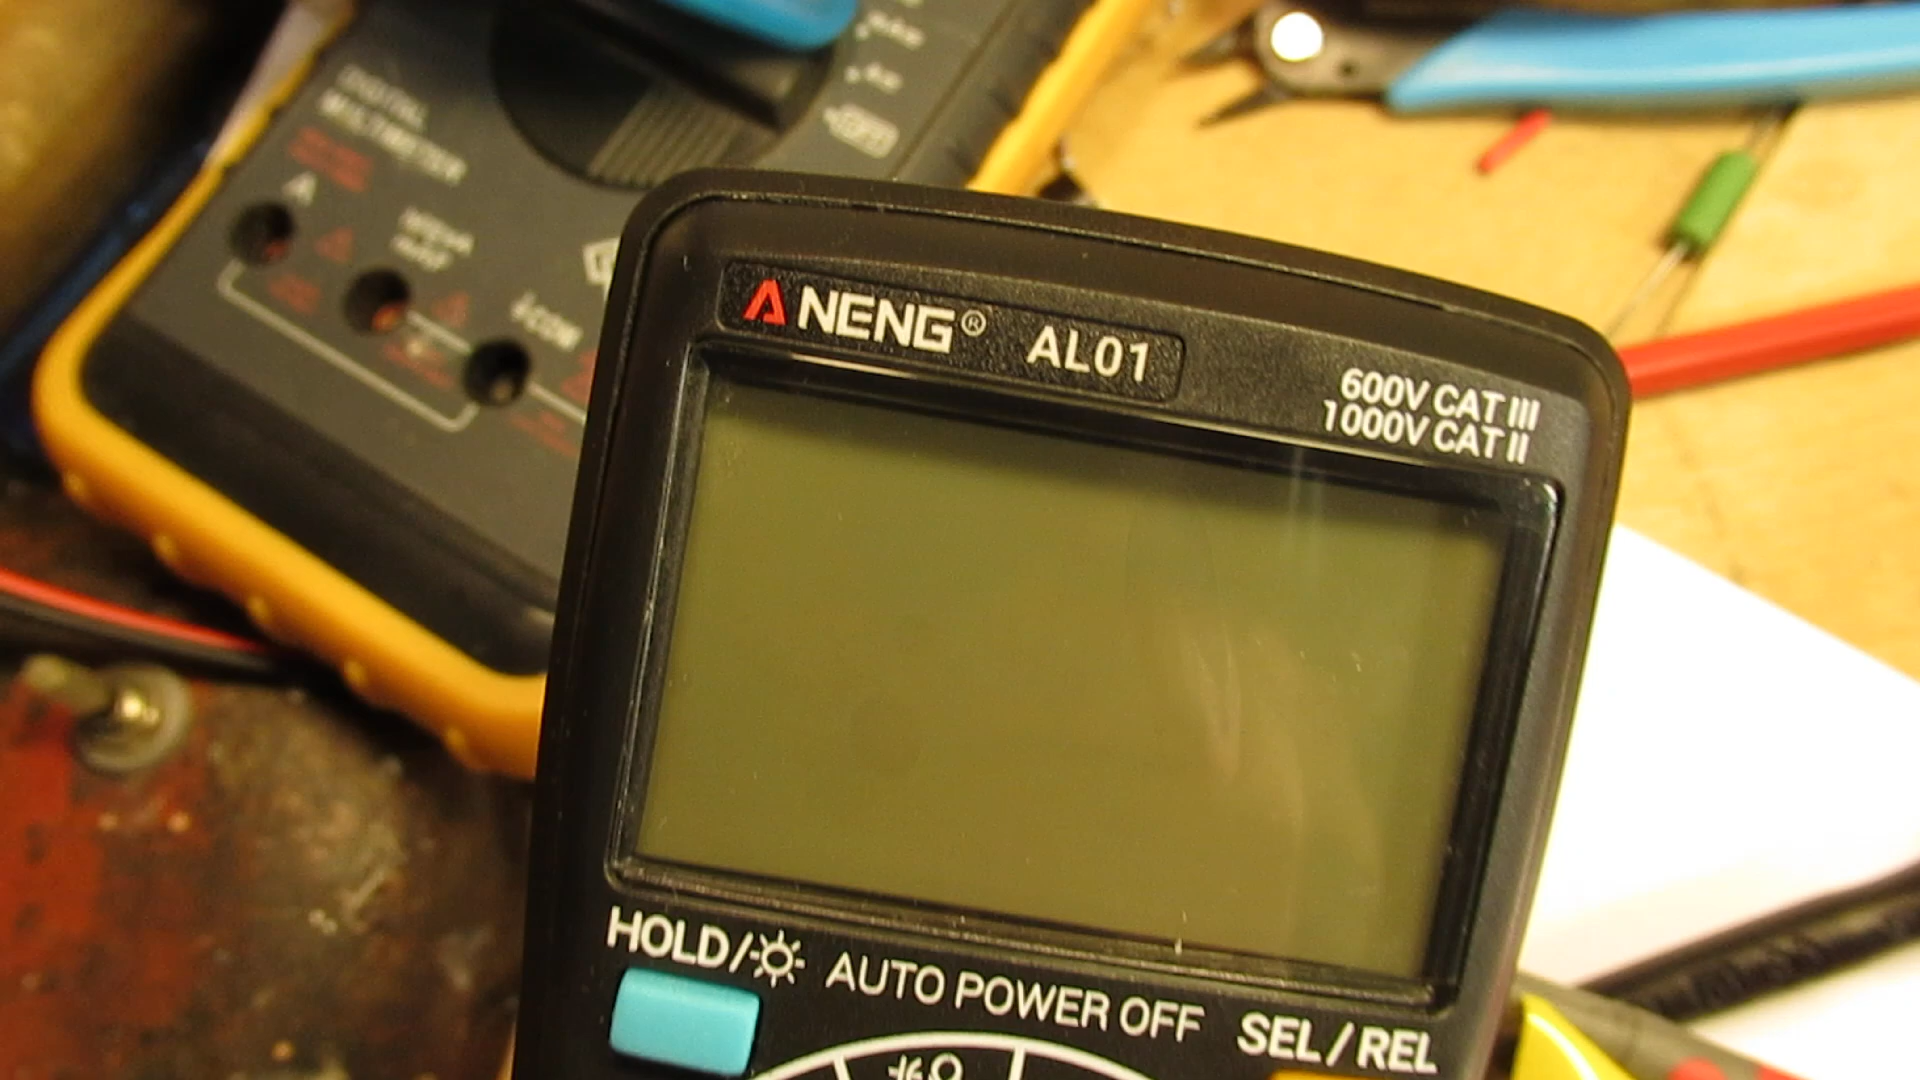 DIGITAL
MULTIMETER
A
COM
ANENG® AL01
600V CAT III
1000V CAT II
HOLD/
AUTO POWER OFF
SEL/REL
Ω